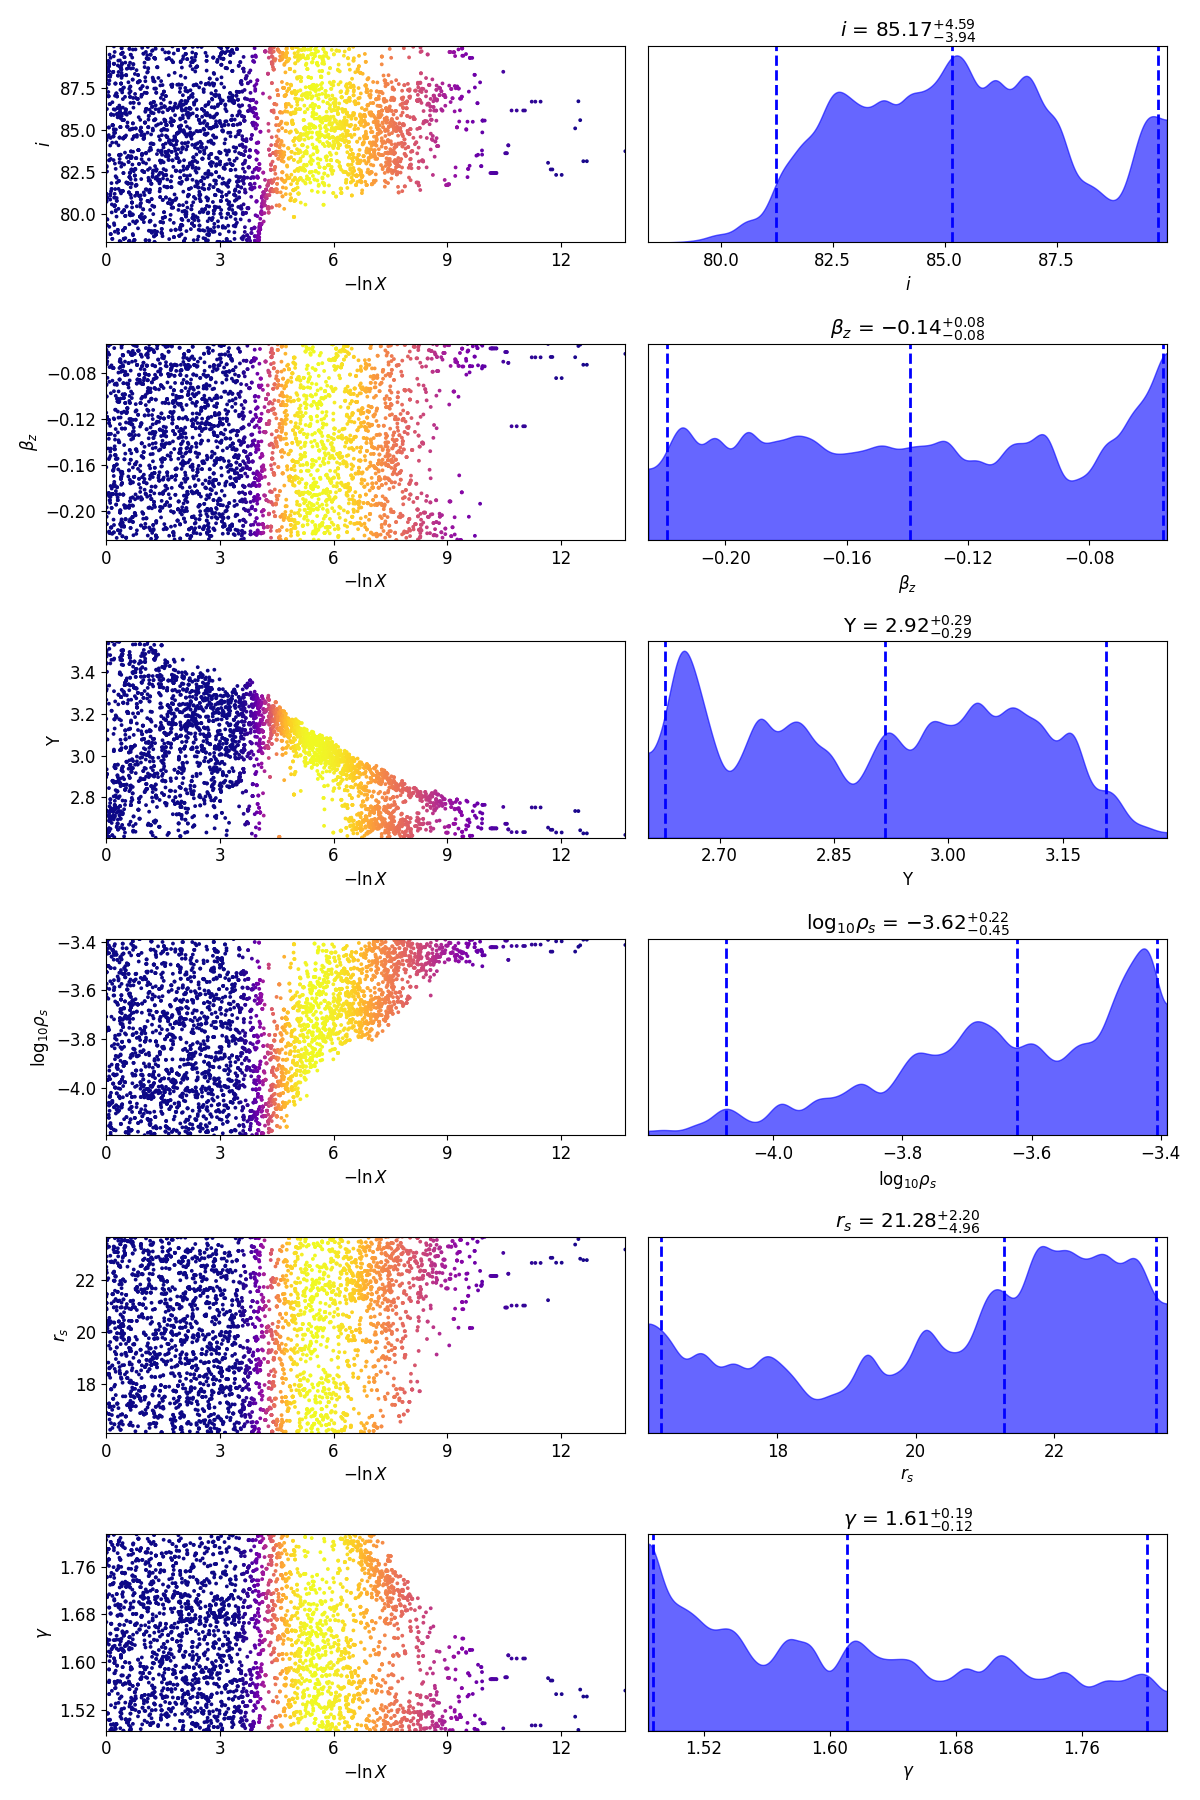 i = 85.17+4.59 −3.94
87.5
85.0
82.5
80.0
i
0 3 6 9 12
−ln X
80.0 82.5 85.0 87.5
i
βz = −0.14+0.08 −0.08
−0.08
−0.12
−0.16
−0.20
βz
0 3 6 9 12
−ln X
−0.20 −0.16 −0.12 −0.08
βz
Y = 2.92+0.29 −0.29
3.4
3.2
3.0
2.8
Y
0 3 6 9 12
−ln X
2.70 2.85 3.00 3.15
Y
log10ρs = −3.62+0.22 −0.45
−3.4
−3.6
−3.8
−4.0
log10ρs
0 3 6 9 12
−ln X
−4.0 −3.8 −3.6 −3.4
log10ρs
rs = 21.28+2.20 −4.96
22
20
18
rs
0 3 6 9 12
−ln X
18 20 22
rs
γ = 1.61+0.19 −0.12
1.76
1.68
1.60
1.52
γ
0 3 6 9 12
−ln X
1.52 1.60 1.68 1.76
γ